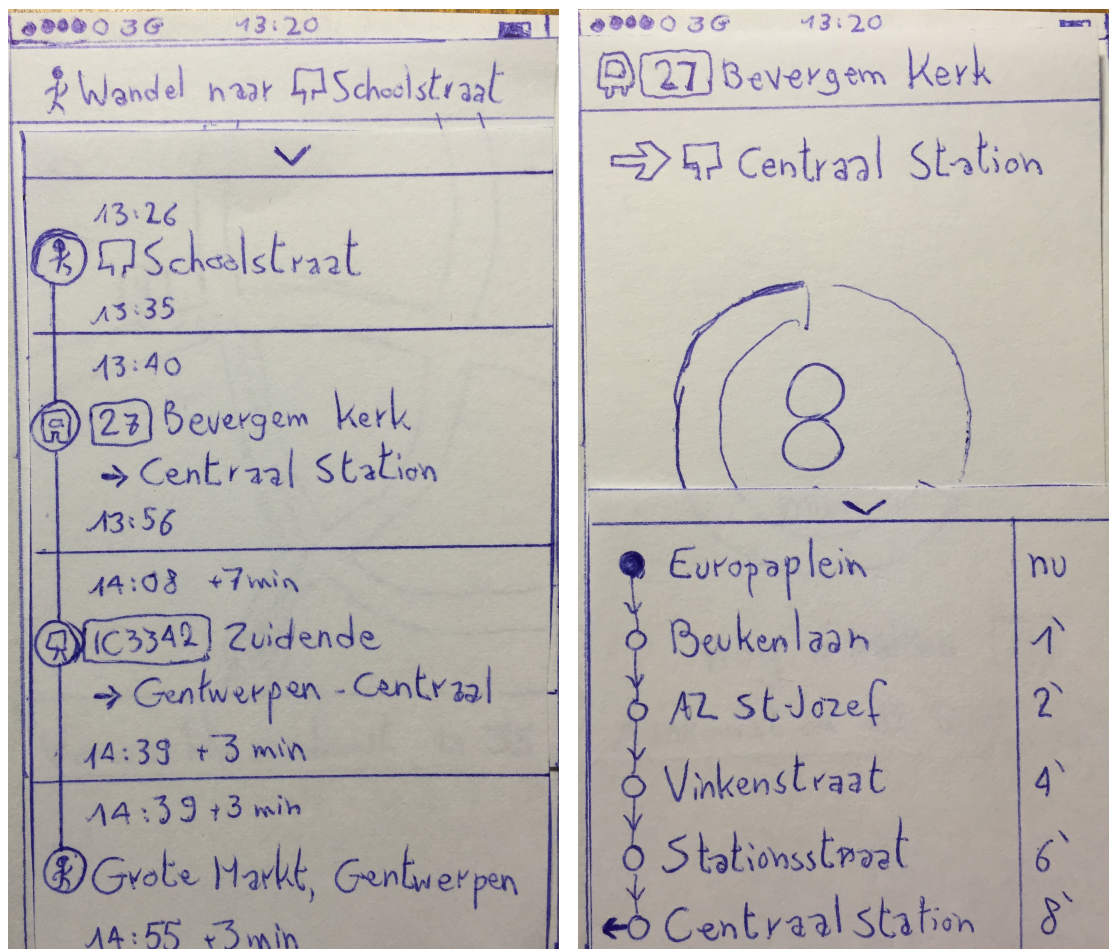 3G 13:20
Wandel naar Schoolstraat
13:26
Schoolstraat
13:35
13:40
27 Bevergem Kerk
→ Centraal Station
13:56
14:08 +7min
IC3342 Zuidende
→ Gentwerpen - Centraal
14:39 +3 min
14:39 +3 min
Grote Markt, Gentwerpen
14:55 +3 min
3G 13:20
27 Bevergem Kerk
⇒ Centraal Station
8
Europaplein nu
Beukenlaan 1`
AZ St-Jozef 2`
Vinkenstraat 4`
Stationsstraat 6`
Centraal Station 8`